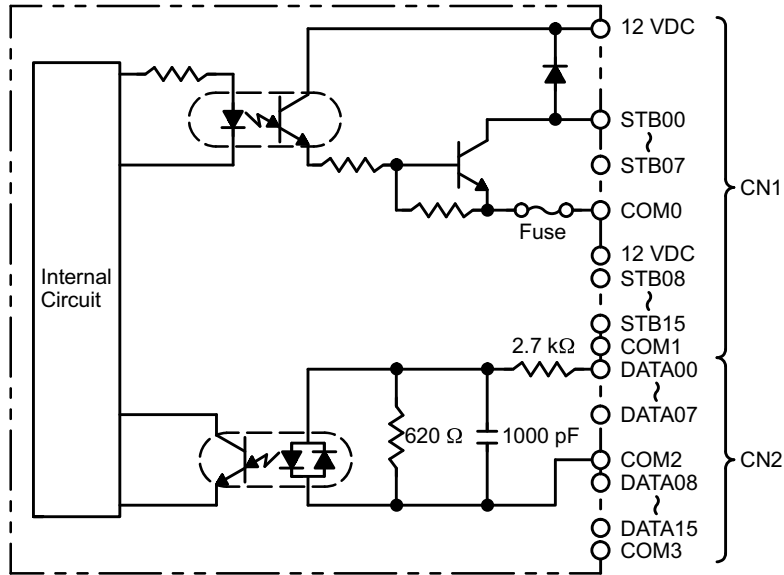 12 VDC
STB00
~
STB07
CN1
COM0
Fuse
12 VDC
Internal
Circuit
STB08
~
STB15
2.7 kΩ
COM1
DATA00
~
DATA07
620 Ω
1000 pF
COM2
CN2
DATA08
~
DATA15
COM3